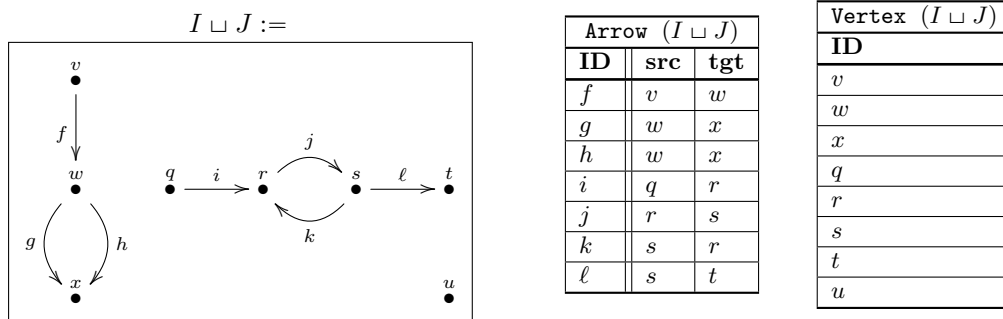 I ⊔ J :=
v
f
w q i r j s ℓ t
k
g h
x u
Arrow (I ⊔ J)
ID src tgt
f v w
g w x
h w x
i q r
j r s
k s r
ℓ s t
Vertex (I ⊔ J)
ID
v
w
x
q
r
s
t
u